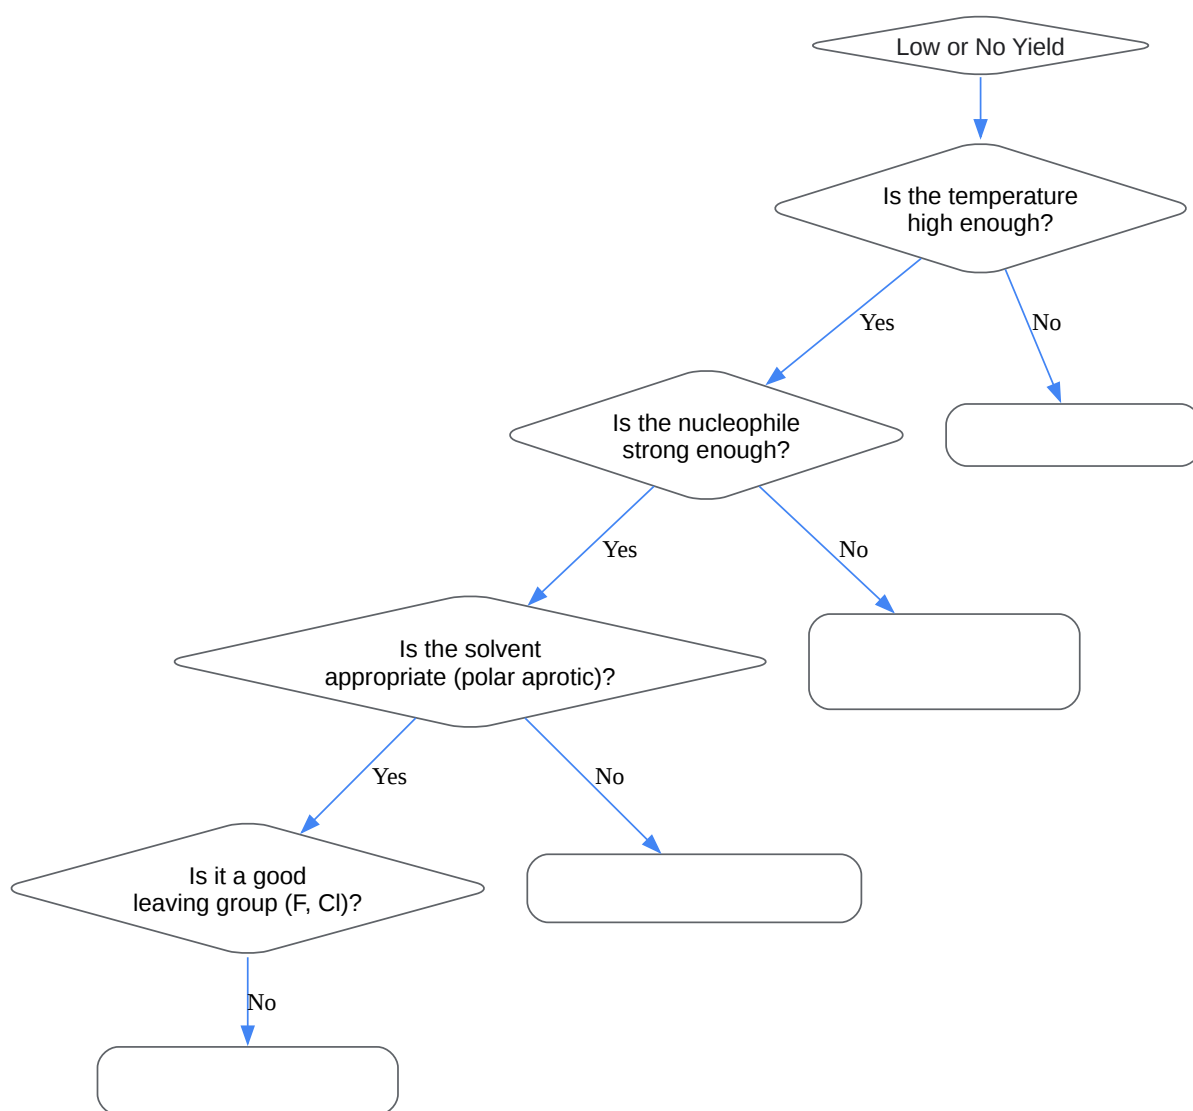 Low or No Yield
Is the temperature
high enough?
Yes
No
Is the nucleophile
strong enough?
Yes
No
Is the solvent
appropriate (polar aprotic)?
Yes
No
Is it a good
leaving group (F, Cl)?
No